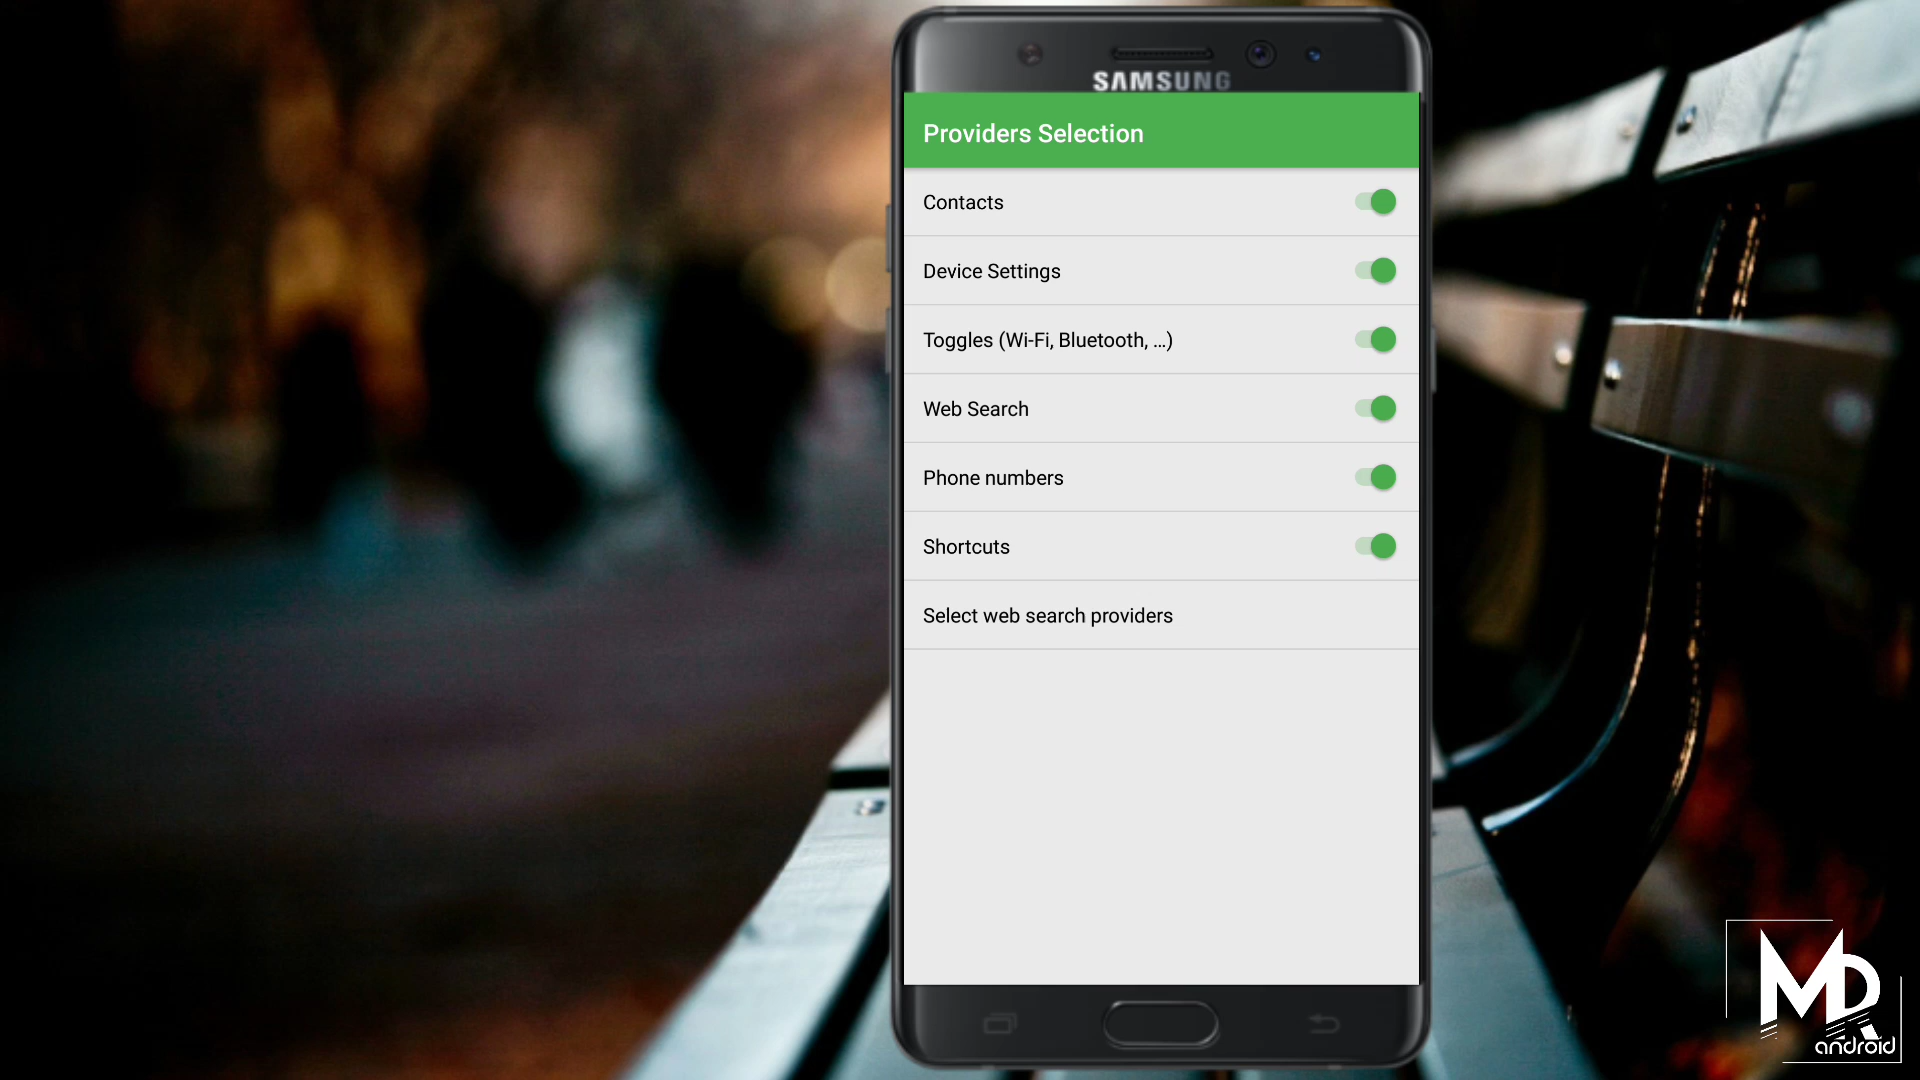 SAMSUNG
Providers Selection
Contacts
Device Settings
Toggles (Wi-Fi, Bluetooth, ...)
Web Search
Phone numbers
Shortcuts
Select web search providers
MR
android